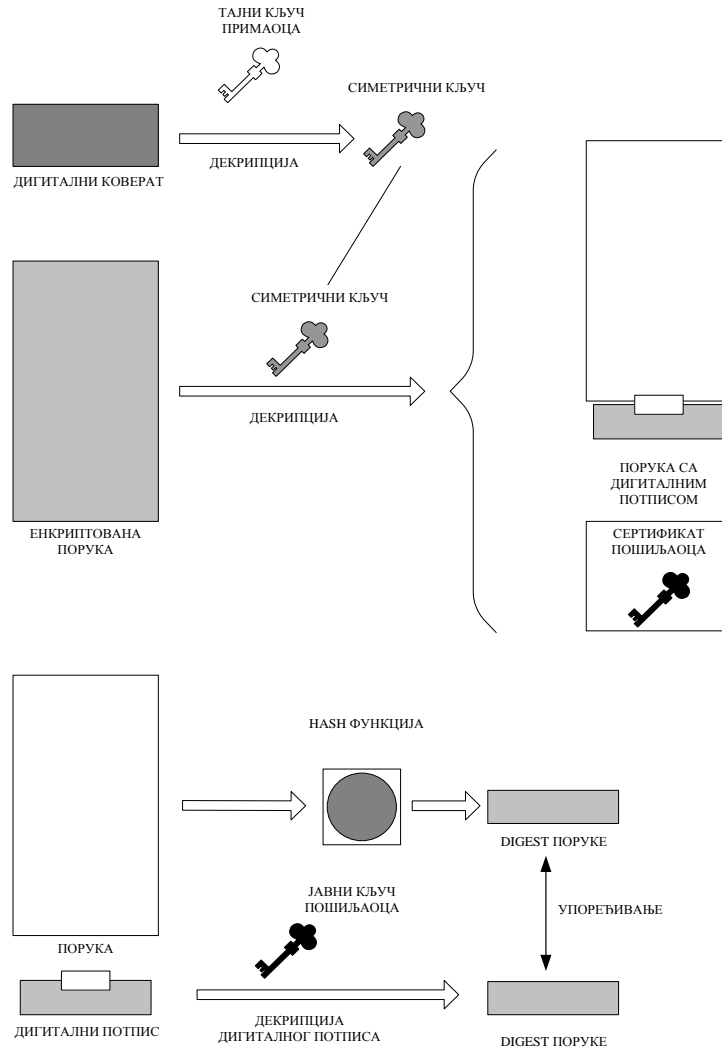 ТАЈНИ КЉУЧ
ПРИМАОЦА
СИМЕТРИЧНИ КЉУЧ
ДЕКРИПЦИЈА
ДИГИТАЛНИ КОВЕРАТ
СИМЕТРИЧНИ КЉУЧ
ДЕКРИПЦИЈА
ЕНКРИПТОВАНА
ПОРУКА
ПОРУКА СА
ДИГИТАЛНИМ
ПОТПИСОМ
СЕРТИФИКАТ
ПОШИЉАОЦА
HASH ФУНКЦИЈА
DIGEST ПОРУКЕ
ЈАВНИ КЉУЧ
ПОШИЉАОЦА
УПОРЕЂИВАЊЕ
ПОРУКА
ДИГИТАЛНИ ПОТПИС
ДЕКРИПЦИЈА
ДИГИТАЛНОГ ПОТПИСА
DIGEST ПОРУКЕ